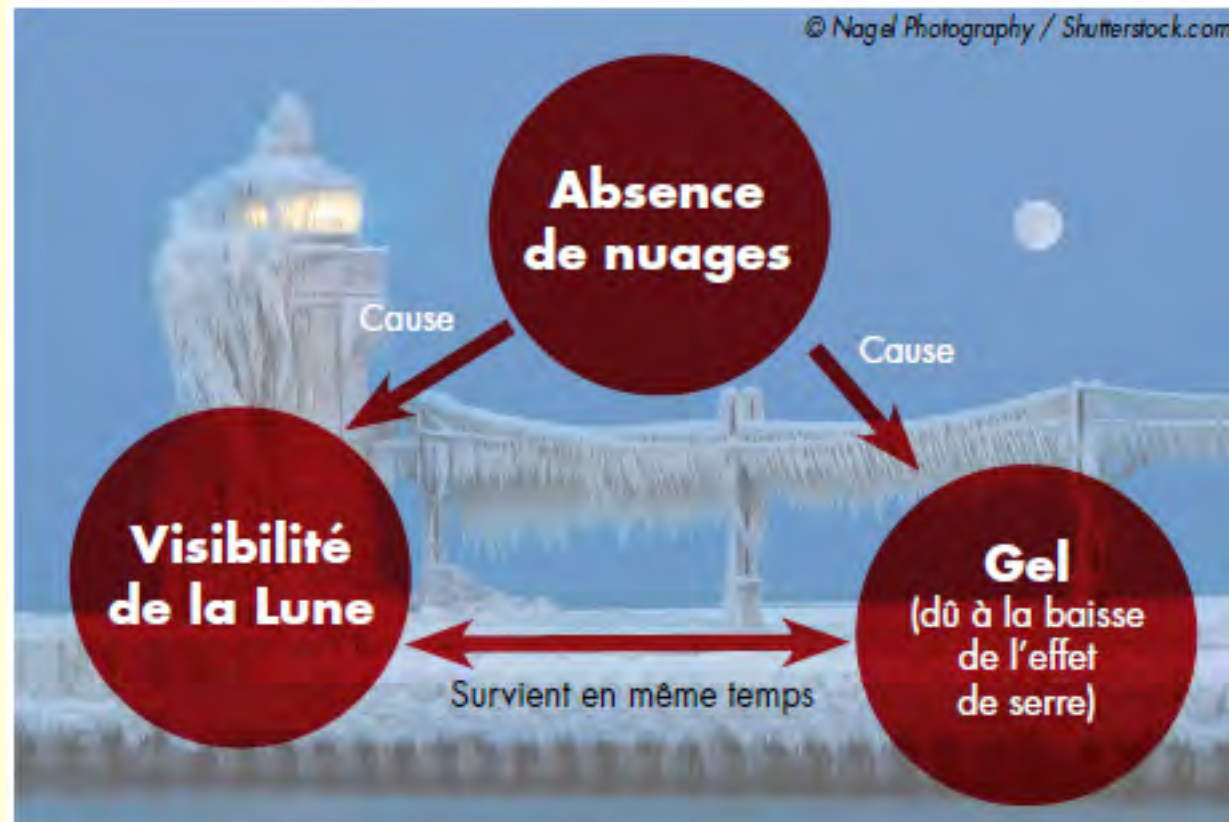 © Nagel Photography / Shutterstock.com
Absence
de nuages
Cause
Cause
Visibilité
de la Lune
Gel
(dû à la baisse
de l'effet
de serre)
Survient en même temps